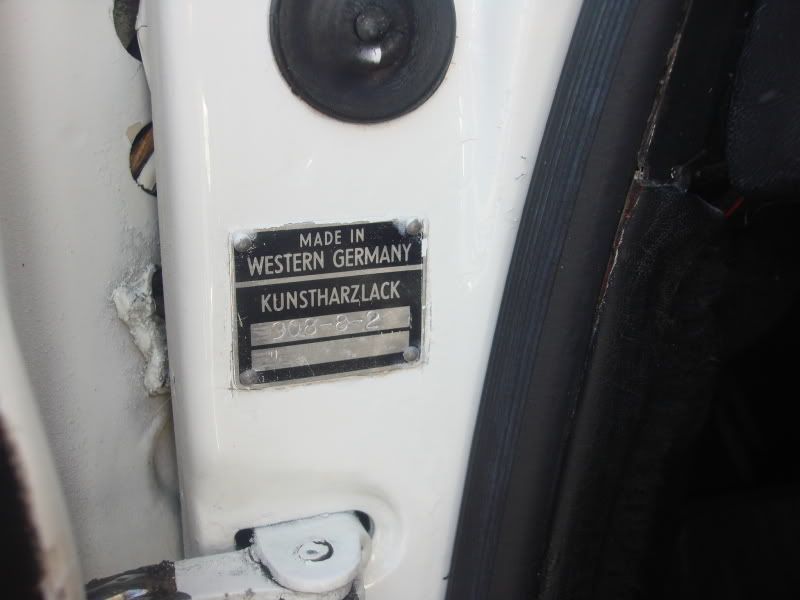 MADE IN
WESTERN GERMANY
KUNSTHARZLACK
908-8-2